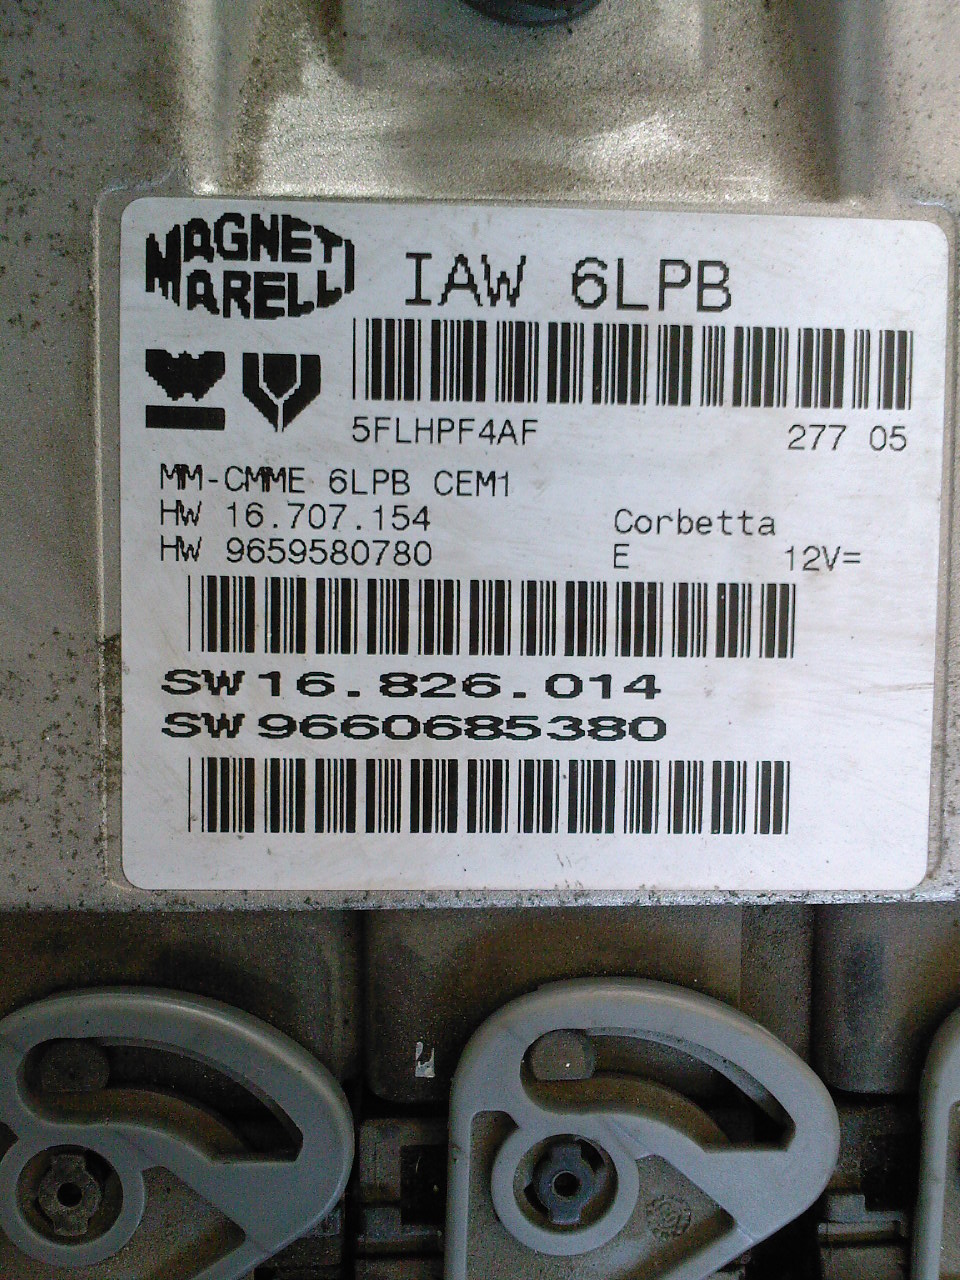 MAGNETI
MARELLI
IAW 6LPB
5FLHPF4AF 277 05
MM-CMME 6LPB CEM1
HW 16.707.154 Corbetta
HW 9659580780 E 12V=
SW 16.826.014
SW 9660685380